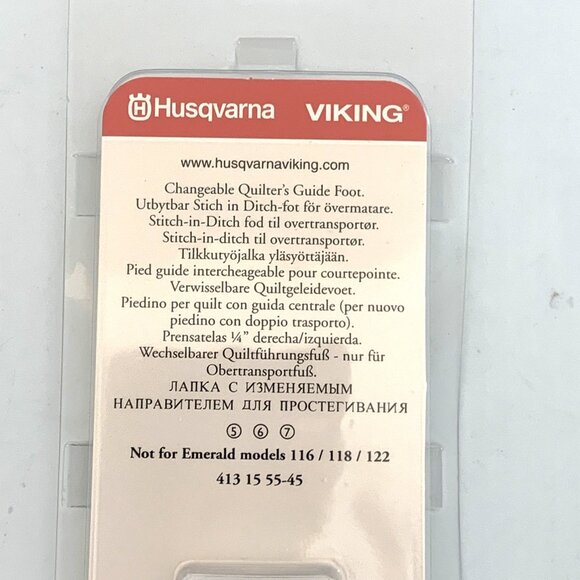 Husqvarna VIKING®
www.husqvarnaviking.com
Changeable Quilter's Guide Foot.
Utbytbar Stich in Ditch-fot för övermatare.
Stitch-in-Ditch fod til overtransportør.
Stitch-in-ditch til overtransportør.
Tilkkutyöjalka yläsyöttäjään.
Pied guide intercheageable pour courtepointe.
Verwisselbare Quiltgeleidevoet.
Piedino per quilt con guida centrale (per nuovo
piedino con doppio trasporto).
Prensatelas ¼” derecha/izquierda.
Wechselbarer Quiltführungsfuß - nur für
Obertransportfuß.
ЛАПКА С ИЗМЕНЯЕМЫМ
НАПРАВИТЕЛЕМ ДЛЯ ПРОСТЕГИВАНИЯ
⑤ ⑥ ⑦
Not for Emerald models 116 / 118 / 122
413 15 55-45